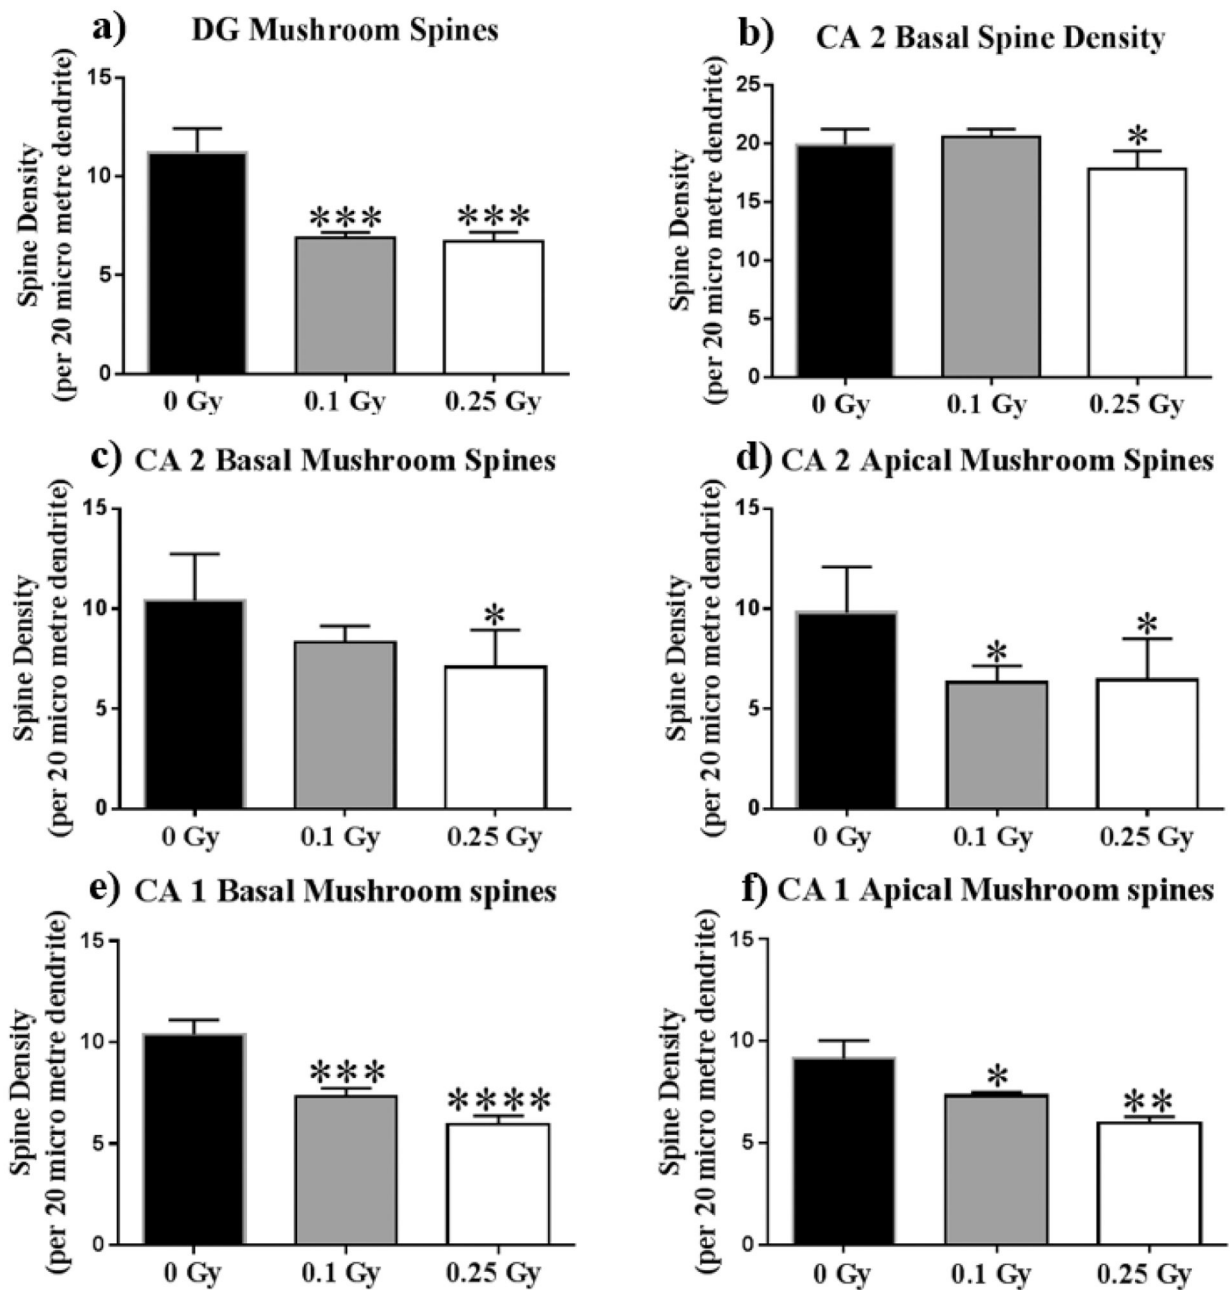 a) DG Mushroom Spines
Spine Density
(per 20 micro metre dendrite)
15
10
5
0
***
***
0 Gy
0.1 Gy
0.25 Gy
b) CA 2 Basal Spine Density
Spine Density
(per 20 micro metre dendrite)
25
20
15
10
5
0
*
0 Gy
0.1 Gy
0.25 Gy
c) CA 2 Basal Mushroom Spines
Spine Density
(per 20 micro metre dendrite)
15
10
5
0
*
0 Gy
0.1 Gy
0.25 Gy
d) CA 2 Apical Mushroom Spines
Spine Density
(per 20 micro metre dendrite)
15
10
5
0
*
*
0 Gy
0.1 Gy
0.25 Gy
e) CA 1 Basal Mushroom spines
Spine Density
(per 20 micro metre dendrite)
15
10
5
0
***
****
0 Gy
0.1 Gy
0.25 Gy
f) CA 1 Apical Mushroom spines
Spine Density
(per 20 micro metre dendrite)
15
10
5
0
*
**
0 Gy
0.1 Gy
0.25 Gy